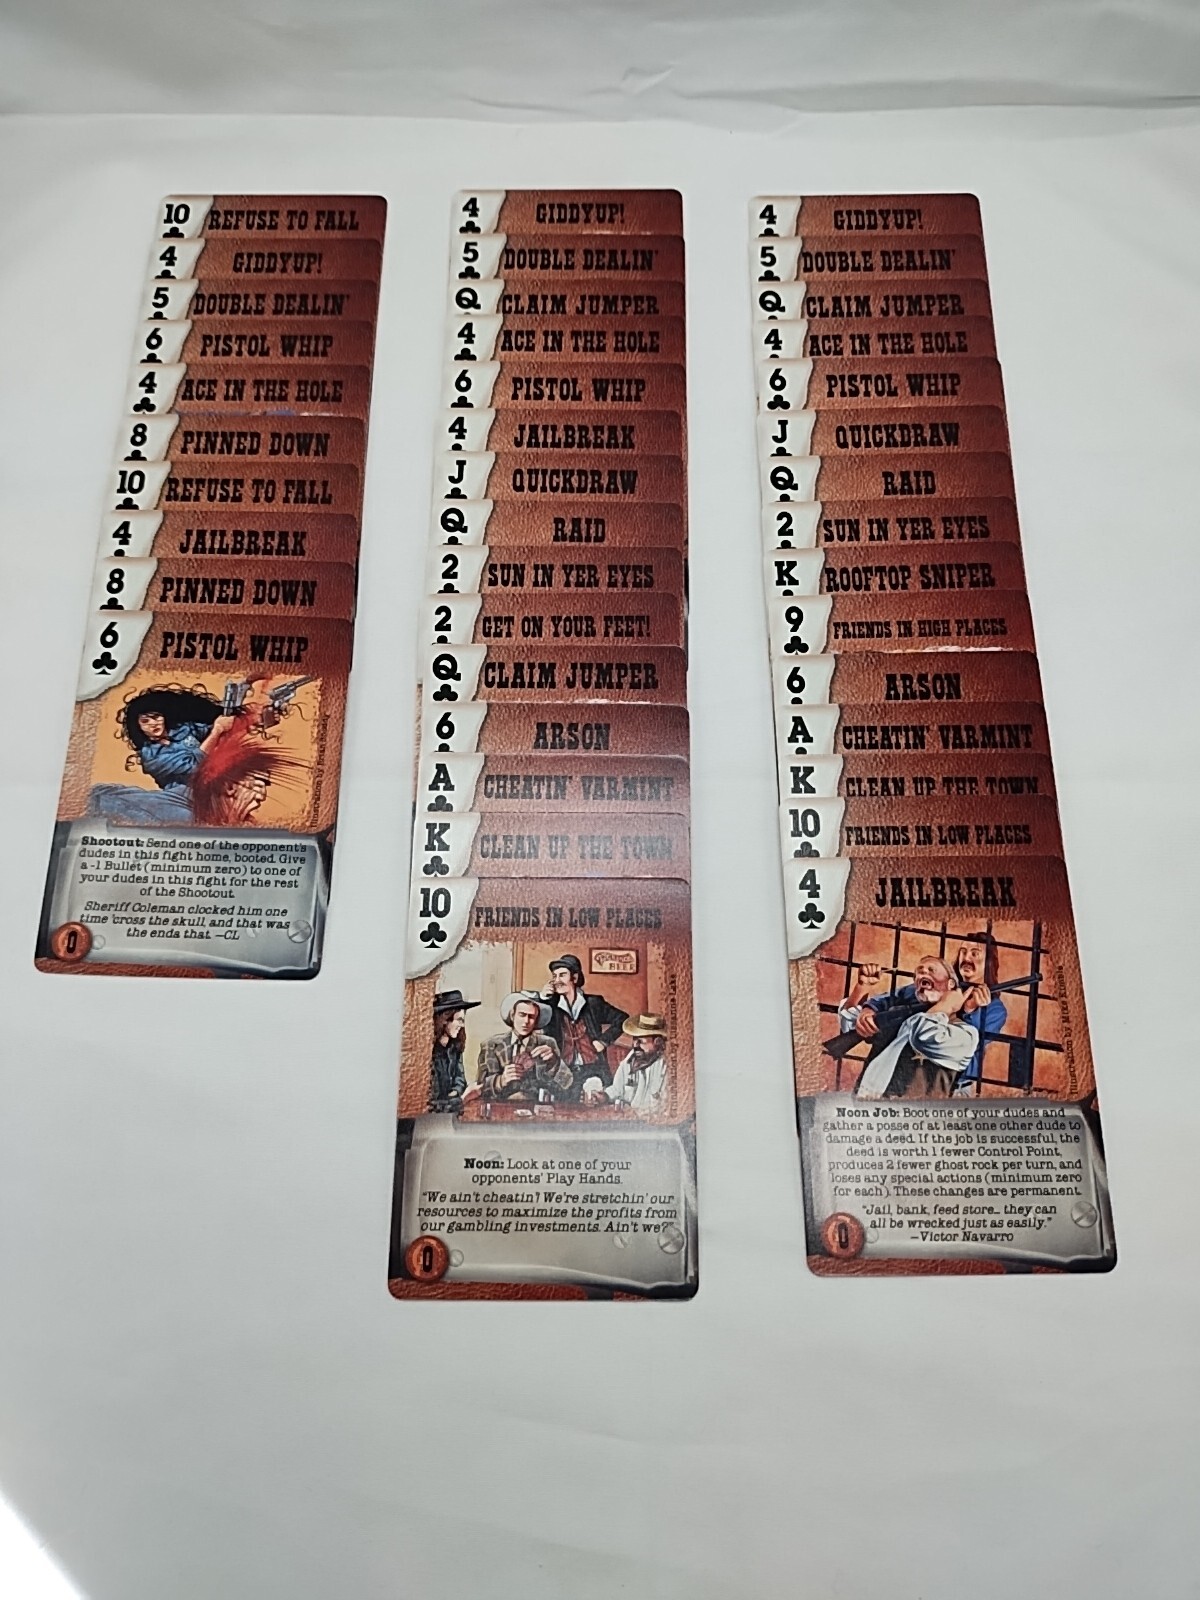 10 REFUSE TO FALL
4 GIDDYUP!
5 DOUBLE DEALIN'
6 PISTOL WHIP
4 ACE IN THE HOLE
8 PINNED DOWN
10 REFUSE TO FALL
4 JAILBREAK
8 PINNED DOWN
6 PISTOL WHIP
Shootout: Send one of the opponent's
dudes in this fight home, booted. Give
a -1 Bullet (minimum zero) to one of
your dudes in this fight for the rest
of the Shootout.
Sheriff Coleman clocked him one
time 'cross the skull, and that was
the enda that. —CL
0
4 GIDDYUP!
5 DOUBLE DEALIN'
Q CLAIM JUMPER
4 ACE IN THE HOLE
6 PISTOL WHIP
4 JAILBREAK
J QUICKDRAW
Q RAID
2 SUN IN YER EYES
2 GET ON YOUR FEET!
Q CLAIM JUMPER
6 ARSON
A CHEATIN' VARMINT
K CLEAN UP THE TOWN
10 FRIENDS IN LOW PLACES
BEER
Noon: Look at one of your
opponents' Play Hands.
"We ain't cheatin'! We're stretchin' our
resources to maximize the profits from
our gambling investments. Ain't we?"
0
4 GIDDYUP!
5 DOUBLE DEALIN'
Q CLAIM JUMPER
4 ACE IN THE HOLE
6 PISTOL WHIP
J QUICKDRAW
Q RAID
2 SUN IN YER EYES
K ROOFTOP SNIPER
9 FRIENDS IN HIGH PLACES
6 ARSON
A CHEATIN' VARMINT
K CLEAN UP THE TOWN
10 FRIENDS IN LOW PLACES
4 JAILBREAK
Illustration by Mike
Noon Job: Boot one of your dudes and
gather a posse of at least one other dude to
damage a deed. If the job is successful, the
deed is worth 1 fewer Control Point,
produces 2 fewer ghost rock per turn, and
loses any special actions (minimum zero
for each). These changes are permanent.
"Jail, bank, feed store... they can
all be wrecked just as easily."
—Victor Navarro
0